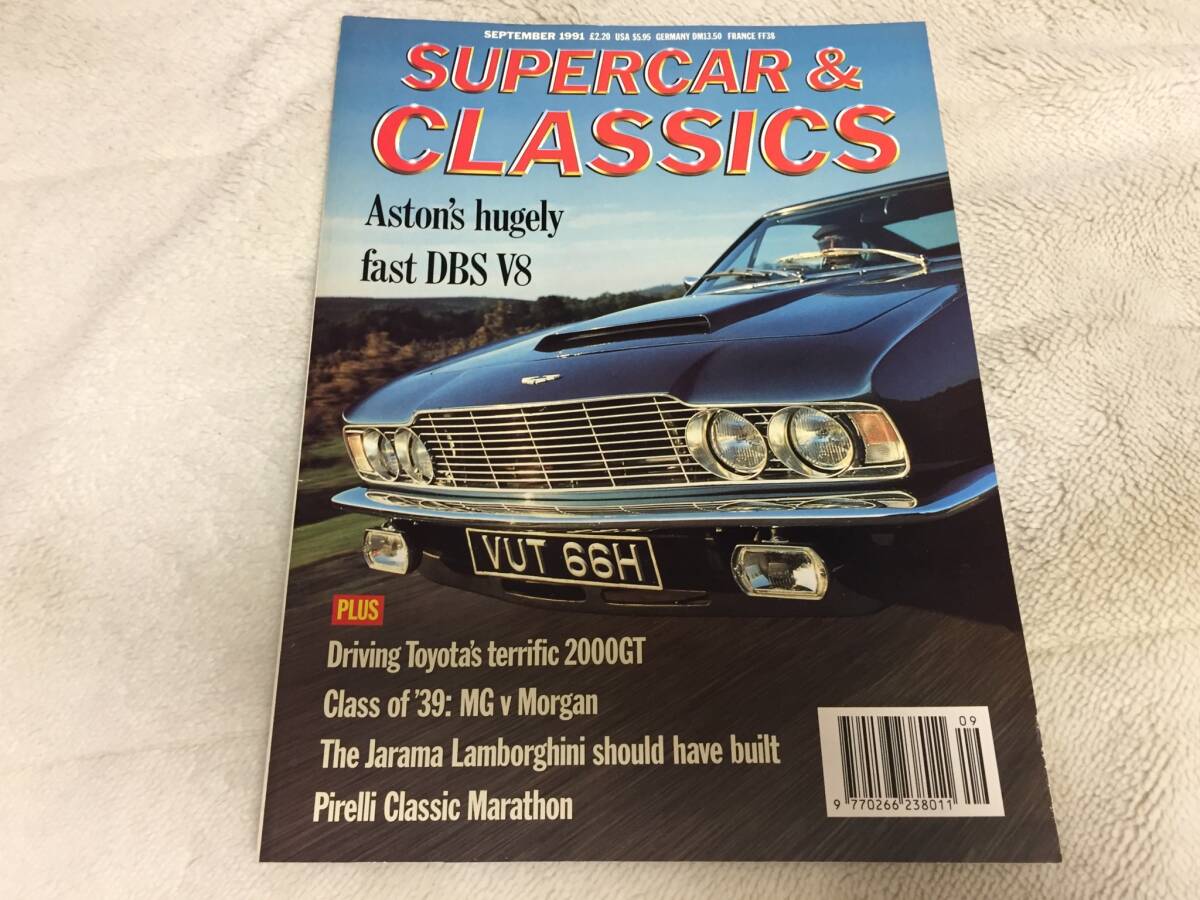 SEPTEMBER 1991 £2.20 USA $5.95 GERMANY DM13.50 FRANCE FF38
SUPERCAR &
CLASSICS
Aston's hugely
fast DBS V8
VUT 66H
PLUS
Driving Toyota's terrific 2000GT
Class of '39: MG v Morgan
The Jarama Lamborghini should have built
Pirelli Classic Marathon
09
9 770266 238011